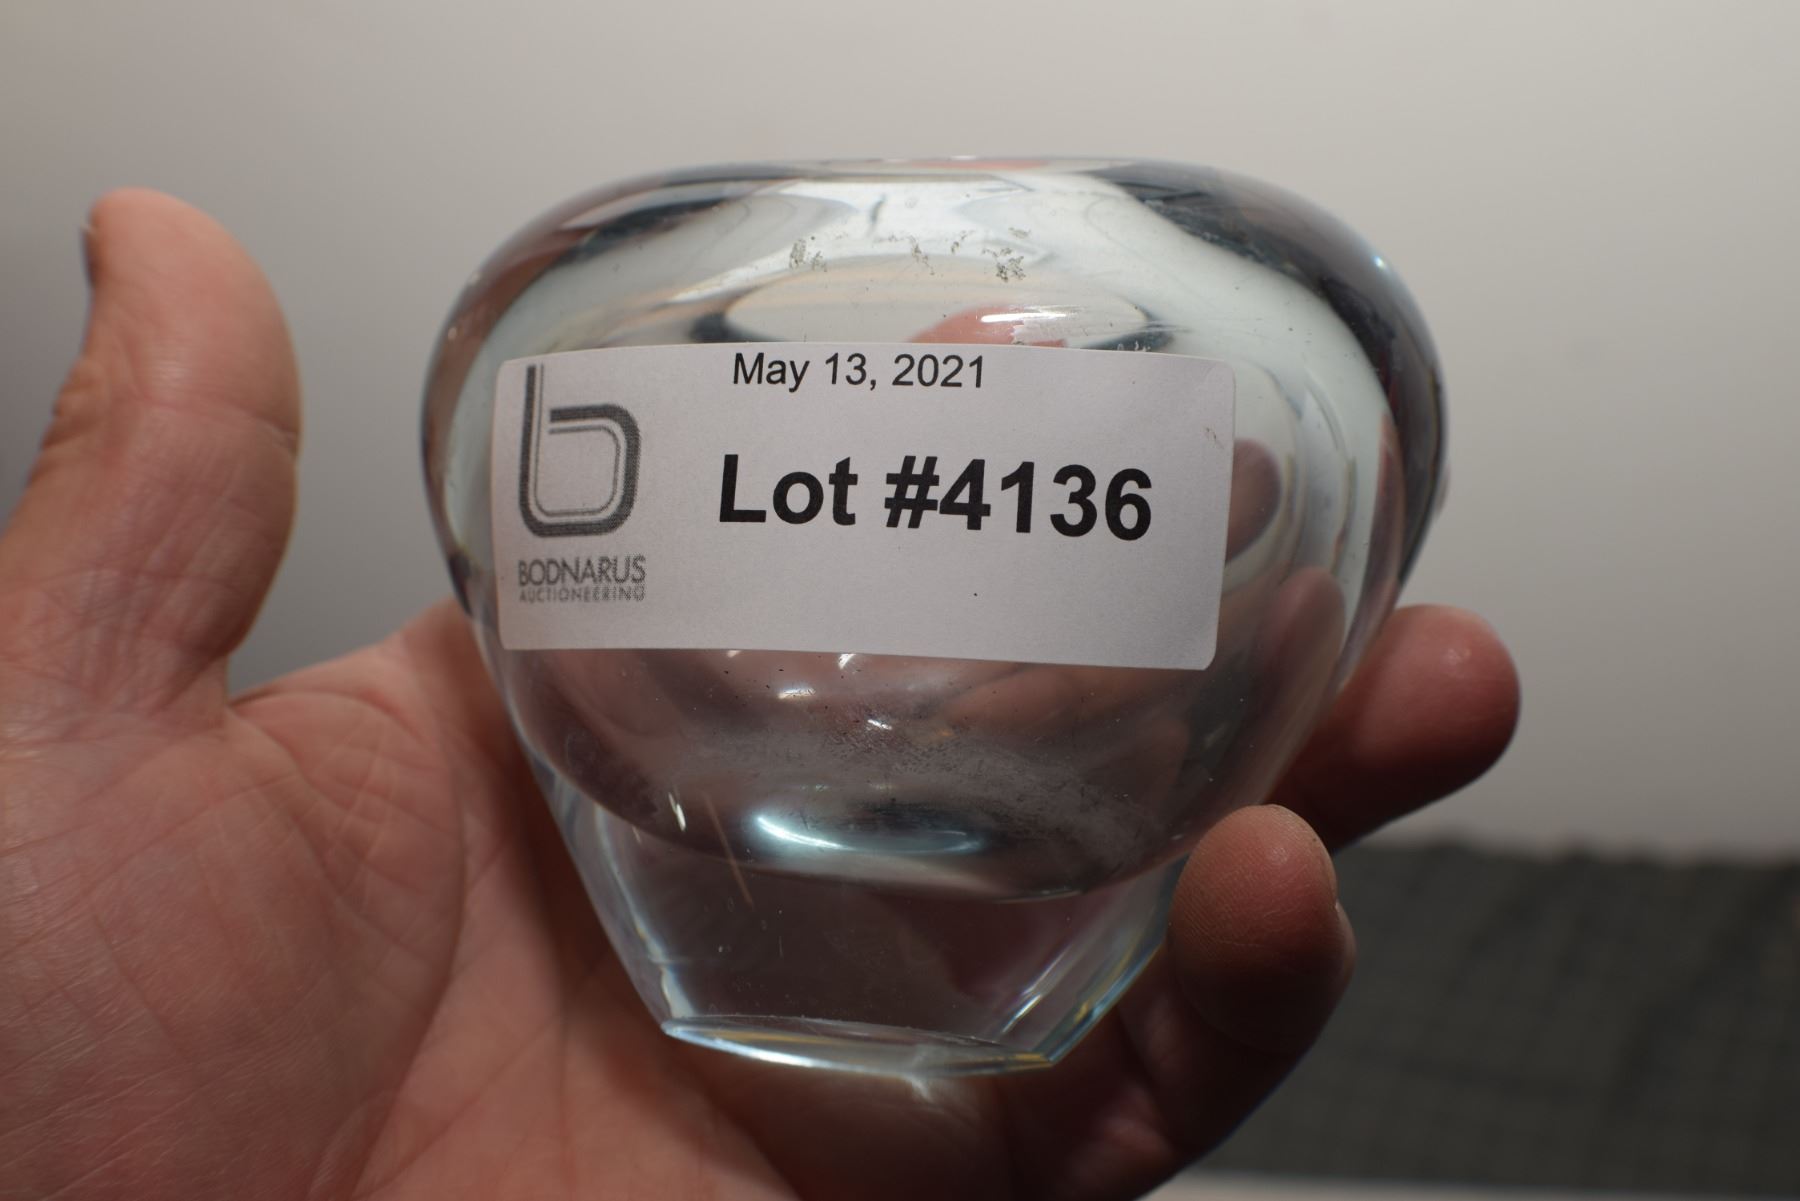 May 13, 2021
Lot #4136
BODNARUS
AUCTIONEERING